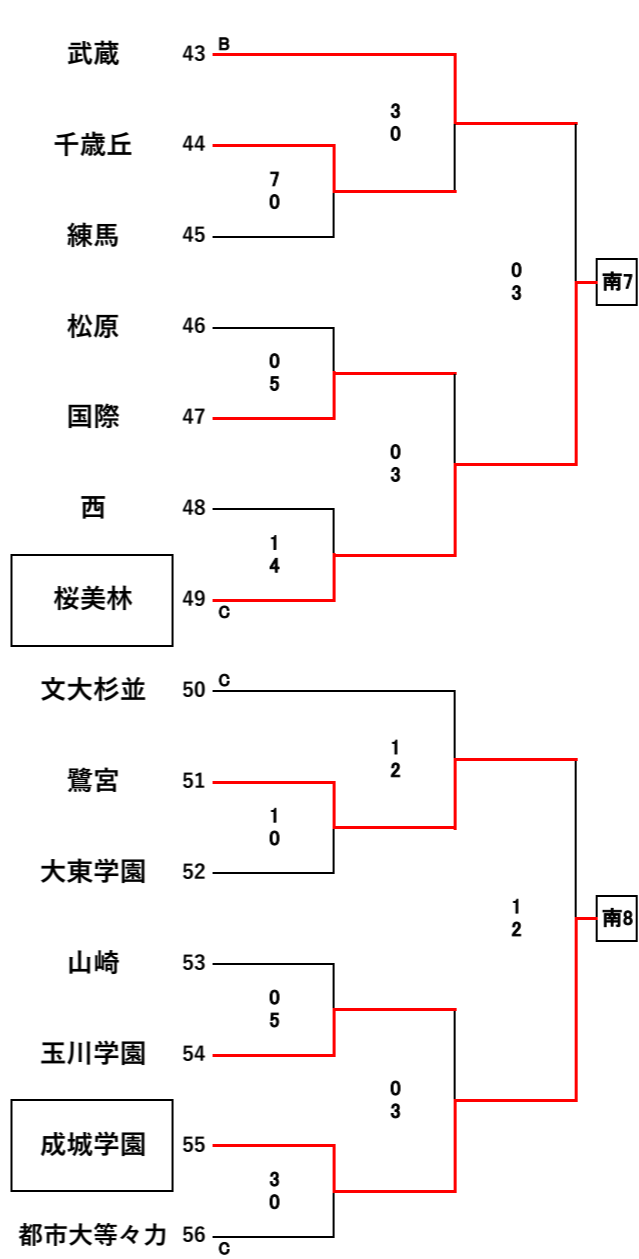 武蔵 43 B
3
0
千歳丘 44
7
0
練馬 45
0
3
南7
松原 46
0
5
国際 47
0
3
西 48
1
4
桜美林 49
C
文大杉並 50 C
1
2
鷺宮 51
1
0
大東学園 52
1
2
南8
山崎 53
0
5
玉川学園 54
0
3
成城学園 55
3
0
都市大等々力 56
C